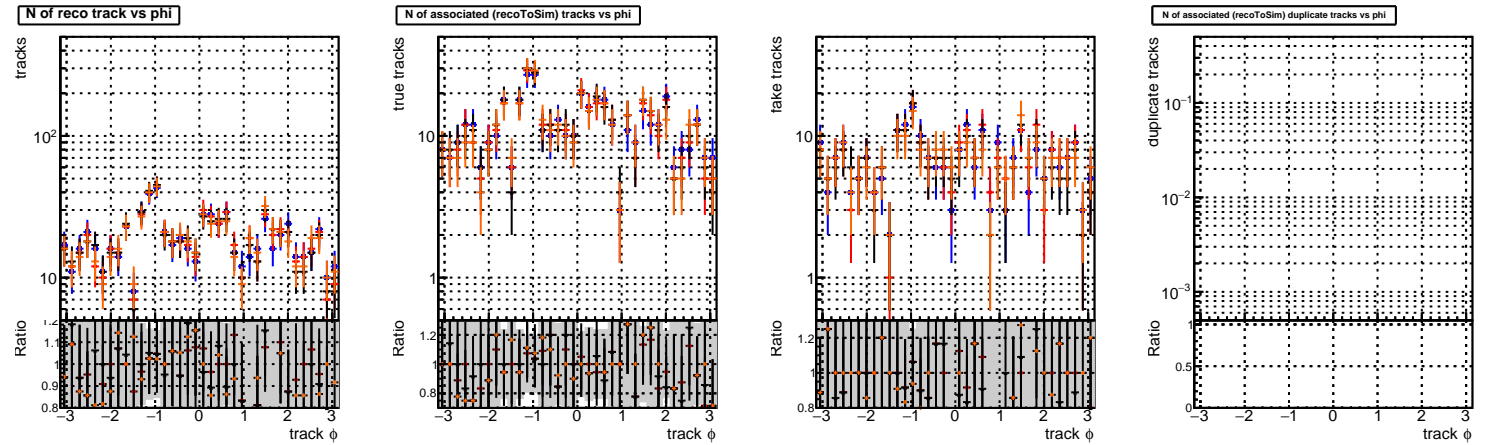 N of reco track vs phi
tracks
10²
10
Ratio
1.2
1.1
1
0.9
0.8
−3 −2 −1 0 1 2 3
track ϕ
N of associated (recoToSim) tracks vs phi
true tracks
10
1
Ratio
1.2
1
0.8
−3 −2 −1 0 1 2 3
track ϕ
fake tracks
10
1
Ratio
1.2
1
0.8
−3 −2 −1 0 1 2 3
track ϕ
N of associated (recoToSim) duplicate tracks vs phi
duplicate tracks
10⁻¹
10⁻²
10⁻³
Ratio
1
0.5
0
−3 −2 −1 0 1 2 3
track ϕ